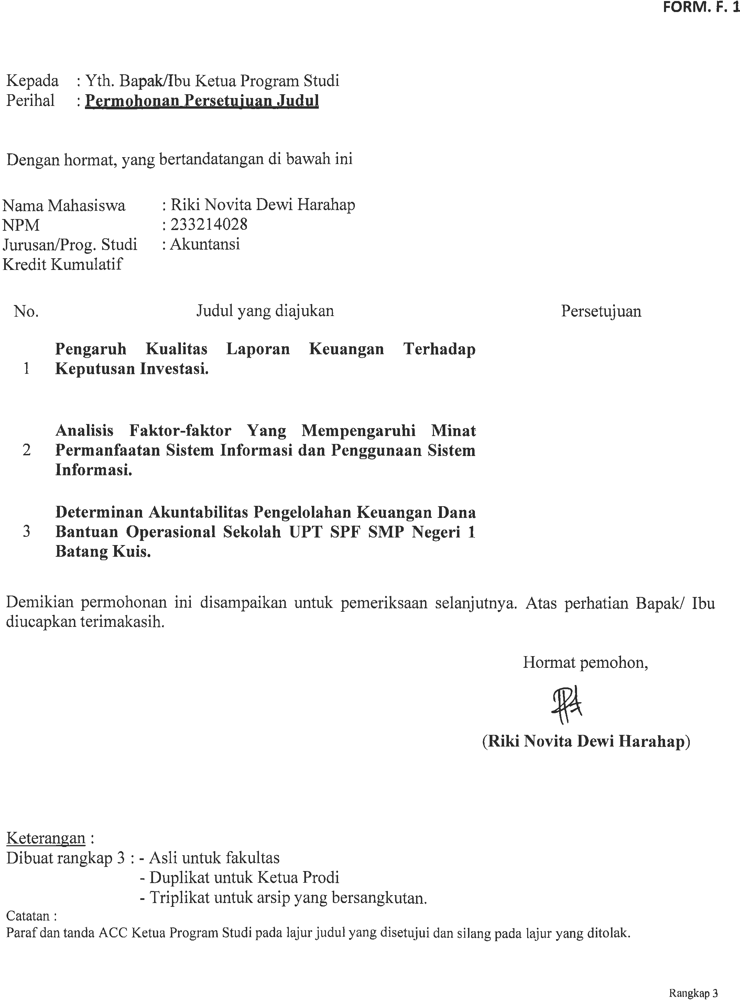 FORM. F. 1
Kepada : Yth. Bapak/Ibu Ketua Program Studi
Perihal : Permohonan Persetujuan Judul
Dengan hormat, yang bertandatangan di bawah ini
Nama Mahasiswa : Riki Novita Dewi Harahap
NPM : 233214028
Jurusan/Prog. Studi : Akuntansi
Kredit Kumulatif
No. Judul yang diajukan Persetujuan
Pengaruh Kualitas Laporan Keuangan Terhadap
1 Keputusan Investasi.
Analisis Faktor-faktor Yang Mempengaruhi Minat
2 Permanfaatan Sistem Informasi dan Penggunaan Sistem
Informasi.
Determinan Akuntabilitas Pengelolahan Keuangan Dana
3 Bantuan Operasional Sekolah UPT SPF SMP Negeri 1
Batang Kuis.
Demikian permohonan ini disampaikan untuk pemeriksaan selanjutnya. Atas perhatian Bapak/ Ibu
diucapkan terimakasih.
Hormat pemohon,
(Riki Novita Dewi Harahap)
Keterangan :
Dibuat rangkap 3 : - Asli untuk fakultas
- Duplikat untuk Ketua Prodi
- Triplikat untuk arsip yang bersangkutan.
Catatan :
Paraf dan tanda ACC Ketua Program Studi pada lajur judul yang disetujui dan silang pada lajur yang ditolak.
Rangkap 3